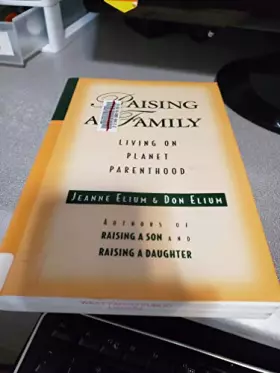 RAISING
A FAMILY
LIVING ON
PLANET
PARENTHOOD
JEANNE ELIUM & DON ELIUM
AUTHORS OF
RAISING A SON AND
RAISING A DAUGHTER